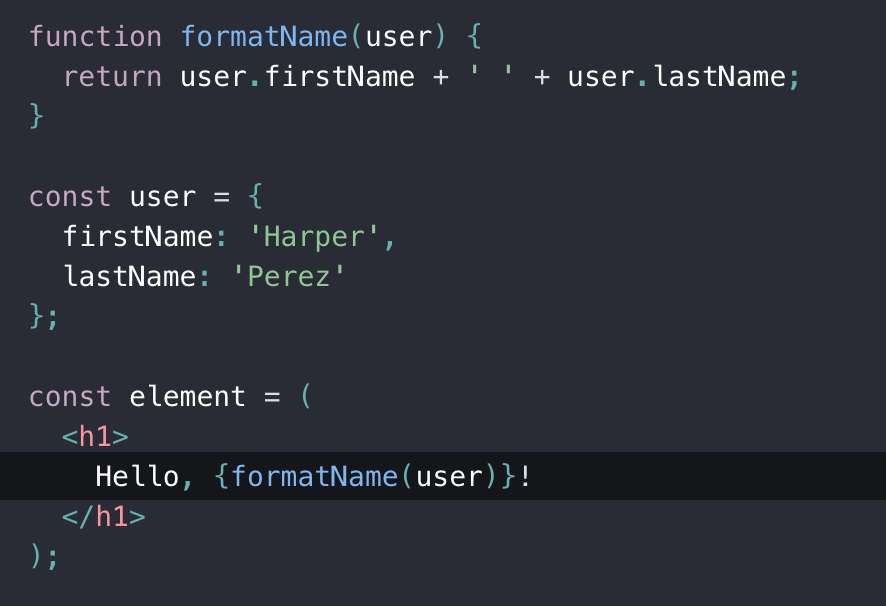 function formatName(user) {
  return user.firstName + ' ' + user.lastName;
}

const user = {
  firstName: 'Harper',
  lastName: 'Perez'
};

const element = (
  <h1>
    Hello, {formatName(user)}!
  </h1>
);